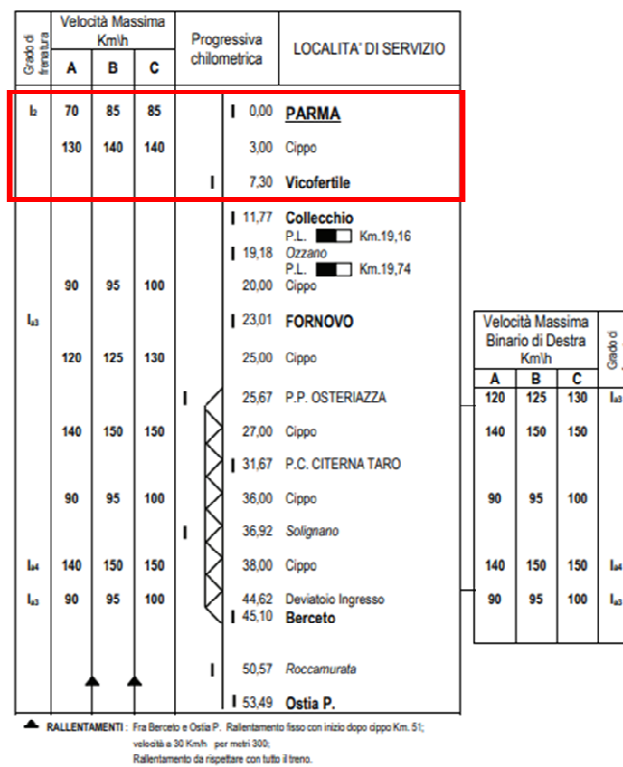 Grado di frenatura
Velocità Massima
Km\h
A B C
Progressiva
chilometrica
LOCALITA' DI SERVIZIO
I2 70 85 85 0,00 PARMA
130 140 140 3,00 Cippo
7,30 Vicofertile
11,77 Collecchio
P.L. Km.19,16
19,18 Ozzano
P.L. Km.19,74
90 95 100 20,00 Cippo
Ia3 23,01 FORNOVO
120 125 130 25,00 Cippo
25,67 P.P. OSTERIAZZA
140 150 150 27,00 Cippo
31,67 P.C. CITERNA TARO
90 95 100 36,00 Cippo
36,92 Solignano
Ia4 140 150 150 38,00 Cippo
Ia3 90 95 100 44,62 Deviatoio Ingresso
45,10 Berceto
50,57 Roccamurata
53,49 Ostia P.
Velocità Massima
Binario di Destra
Km\h
Grado di
A B C
120 125 130 Ia3
140 150 150
90 95 100
140 150 150 Ia4
90 95 100 Ia3
RALLENTAMENTI : Fra Berceto e Ostia P. Rallentamento fisso con inizio dopo cippo Km. 51;
velocità a 30 Km/h per metri 300;
Rallentamento da rispettare con tutto il treno.